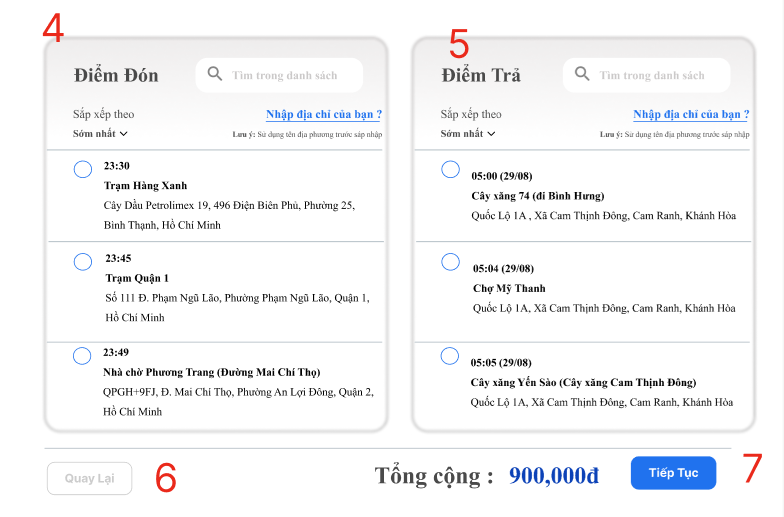 4
Điểm Đón
Tìm trong danh sách
Sắp xếp theo
Nhập địa chỉ của bạn ?
Sớm nhất
Lưu ý: Sử dụng tên địa phương trước sáp nhập
23:30
Trạm Hàng Xanh
Cây Dầu Petrolimex 19, 496 Điện Biên Phủ, Phường 25,
Bình Thạnh, Hồ Chí Minh
23:45
Trạm Quận 1
Số 111 Đ. Phạm Ngũ Lão, Phường Phạm Ngũ Lão, Quận 1,
Hồ Chí Minh
23:49
Nhà chờ Phương Trang (Đường Mai Chí Thọ)
QPGH+9FJ, Đ. Mai Chí Thọ, Phường An Lợi Đông, Quận 2,
Hồ Chí Minh
5
Điểm Trả
Tìm trong danh sách
Sắp xếp theo
Nhập địa chỉ của bạn ?
Sớm nhất
Lưu ý: Sử dụng tên địa phương trước sáp nhập
05:00 (29/08)
Cây xăng 74 (đi Bình Hưng)
Quốc Lộ 1A , Xã Cam Thịnh Đông, Cam Ranh, Khánh Hòa
05:04 (29/08)
Chợ Mỹ Thanh
Quốc Lộ 1A, Xã Cam Thịnh Đông, Cam Ranh, Khánh Hòa
05:05 (29/08)
Cây xăng Yến Sào (Cây xăng Cam Thịnh Đông)
Quốc Lộ 1A, Xã Cam Thịnh Đông, Cam Ranh, Khánh Hòa
Quay Lại
6
Tổng cộng : 900,000đ
Tiếp Tục
7